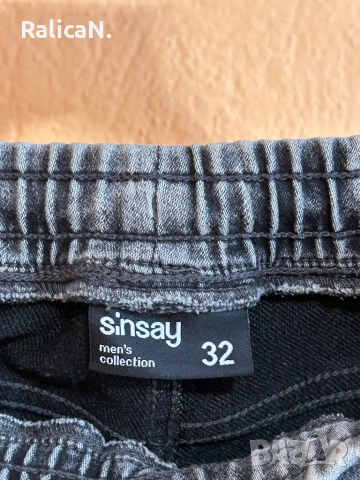 RalicaN.
sinsay
men's
collection
32